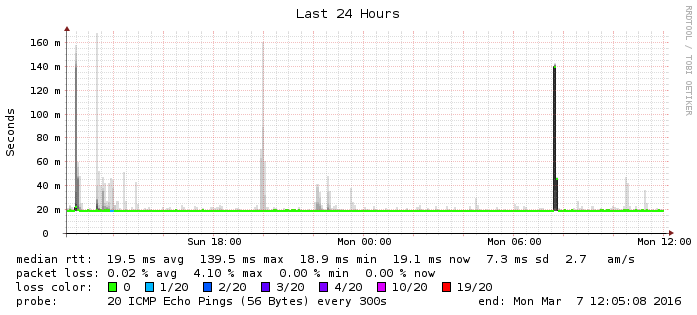 Last 24 Hours
RRDTOOL / TOBI OETIKER
Seconds
160 m
140 m
120 m
100 m
80 m
60 m
40 m
20 m
0
Sun 18:00 Mon 00:00 Mon 06:00 Mon 12:00
median rtt: 19.5 ms avg 139.5 ms max 18.9 ms min 19.1 ms now 7.3 ms sd 2.7 am/s
packet loss: 0.02 % avg 4.10 % max 0.00 % min 0.00 % now
loss color: 0 1/20 2/20 3/20 4/20 10/20 19/20
probe: 20 ICMP Echo Pings (56 Bytes) every 300s end: Mon Mar 7 12:05:08 2016